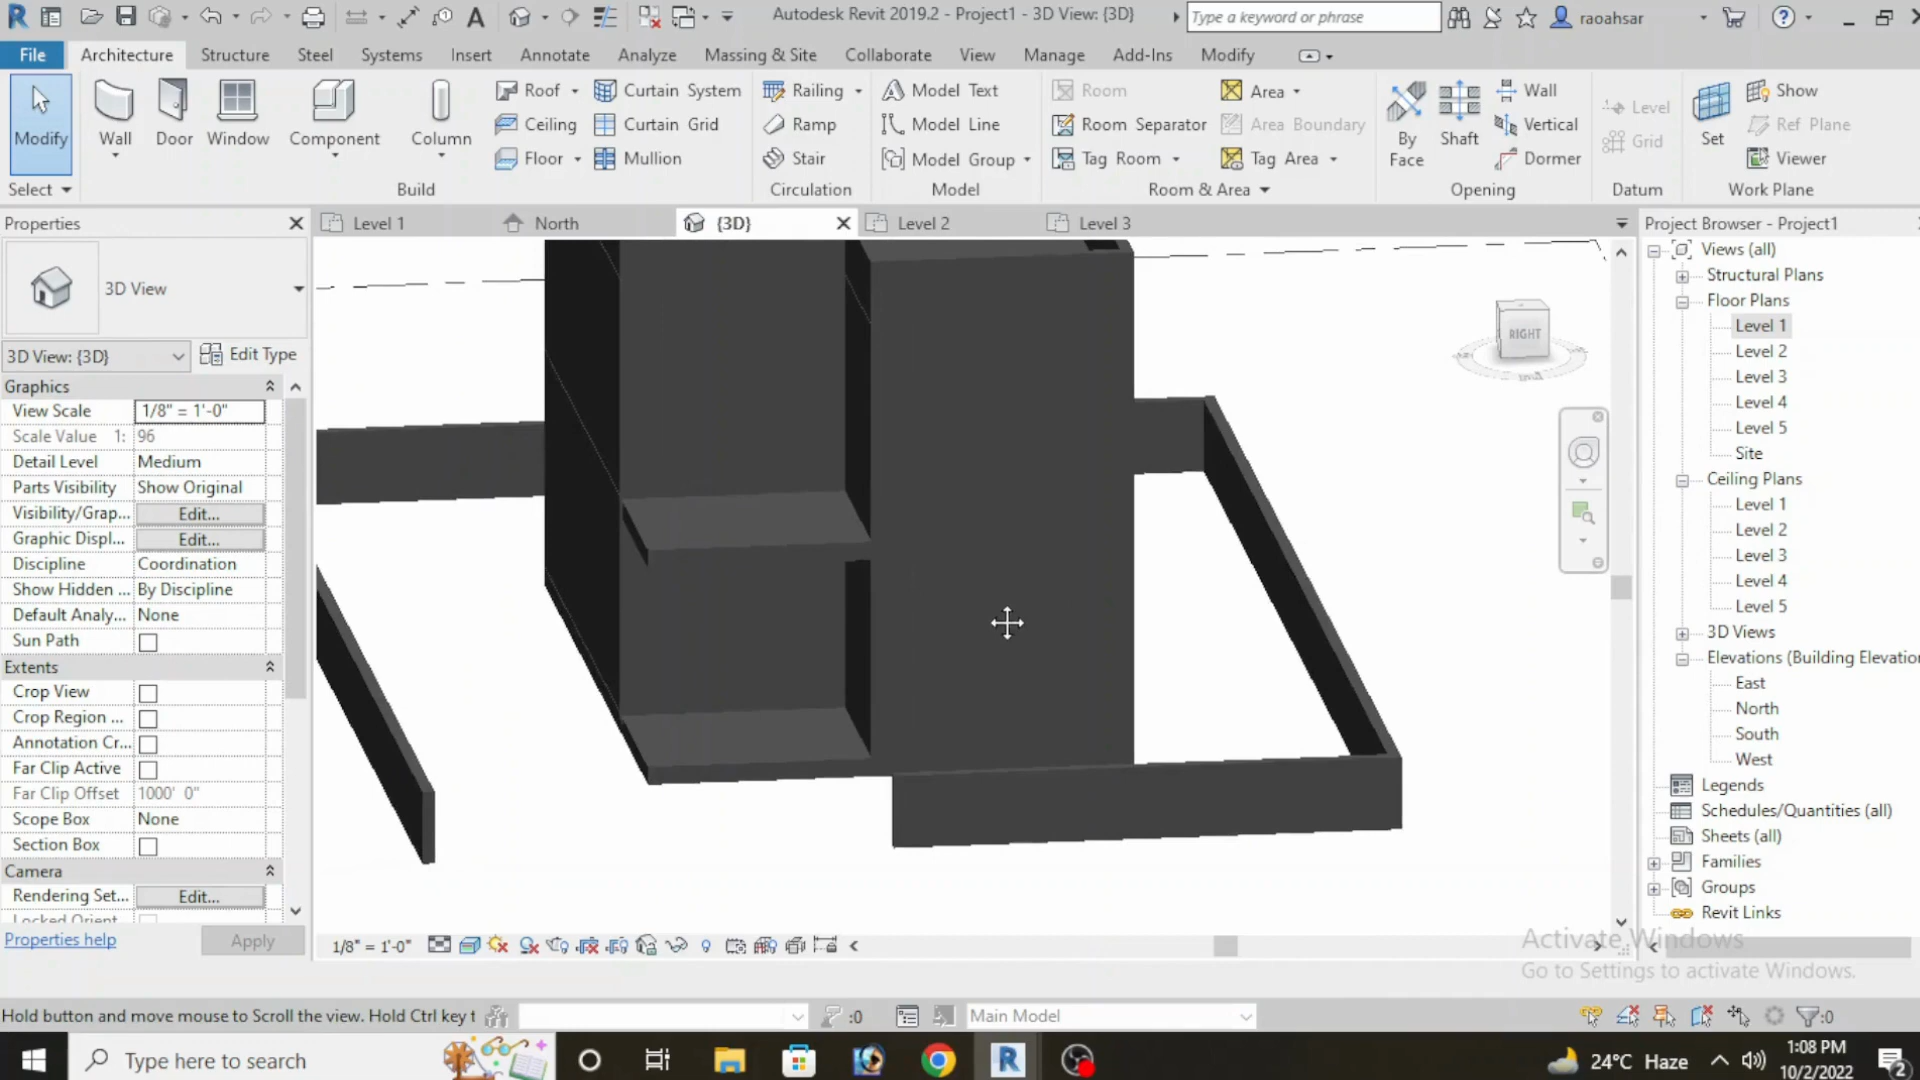 Autodesk Revit 2019.2 - Project1 - 3D View: {3D}
Type a keyword or phrase
raoahsar
File Architecture Structure Steel Systems Insert Annotate Analyze Massing & Site Collaborate View Manage Add-Ins Modify
Modify
Wall
Door
Window
Component
Column
Roof
Ceiling
Floor
Curtain System
Curtain Grid
Mullion
Railing
Ramp
Stair
Model Text
Model Line
Model Group
Room
Room Separator
Tag Room
Area
Area Boundary
Tag Area
By
Face
Shaft
Wall
Vertical
Dormer
Level
Grid
Set
Show
Ref Plane
Viewer
Select
Build
Circulation
Model
Room & Area
Opening
Datum
Work Plane
Properties
Level 1
North
{3D}
Level 2
Level 3
Project Browser - Project1
3D View
3D View: {3D}
Edit Type
Graphics
View Scale 1/8" = 1'-0"
Scale Value 1: 96
Detail Level Medium
Parts Visibility Show Original
Visibility/Grap... Edit...
Graphic Displ... Edit...
Discipline Coordination
Show Hidden ... By Discipline
Default Analy... None
Sun Path
Extents
Crop View
Crop Region ...
Annotation Cr...
Far Clip Active
Far Clip Offset 1000' 0"
Scope Box None
Section Box
Camera
Rendering Set... Edit...
Locked Orient
Properties help
Apply
RIGHT
Views (all)
Structural Plans
Floor Plans
Level 1
Level 2
Level 3
Level 4
Level 5
Site
Ceiling Plans
Level 1
Level 2
Level 3
Level 4
Level 5
3D Views
Elevations (Building Elevatio
East
North
South
West
Legends
Schedules/Quantities (all)
Sheets (all)
Families
Groups
Revit Links
1/8" = 1'-0"
Activate Windows
Go to Settings to activate Windows.
Hold button and move mouse to Scroll the view. Hold Ctrl key t
:0
Main Model
:0
Type here to search
24°C Haze
1:08 PM
10/2/2022
2